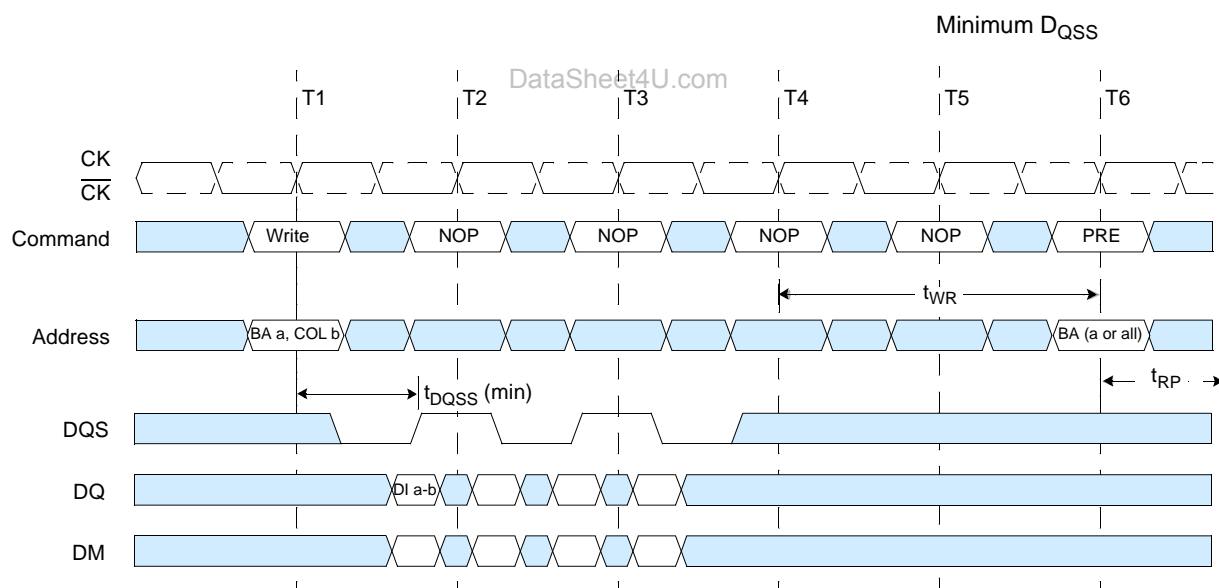 Minimum DQSS
DataSheet4U.com
T1 T2 T3 T4 T5 T6
CK
CK
Command Write NOP NOP NOP NOP PRE
tWR
Address BA a, COL b BA (a or all)
tDQSS (min) tRP
DQS
DQ DI a-b
DM